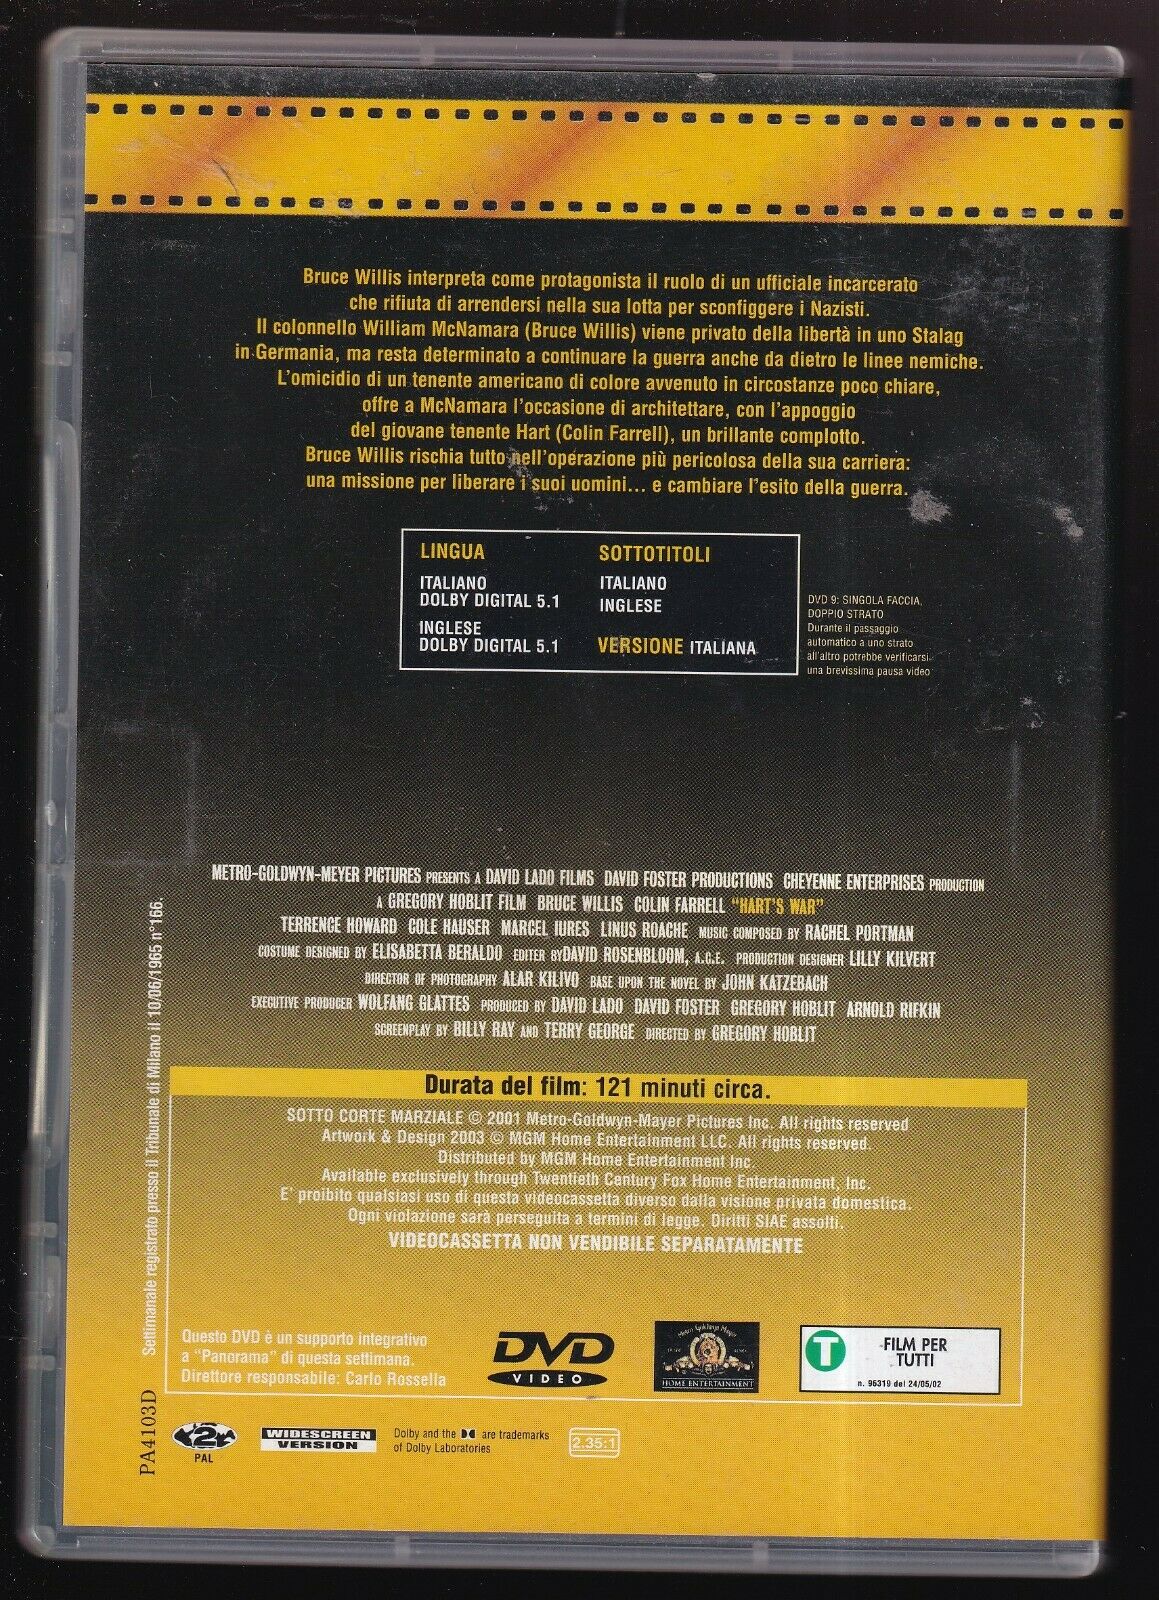 Bruce Willis interpreta come protagonista il ruolo di un ufficiale incarcerato
che rifiuta di arrendersi nella sua lotta per sconfiggere i Nazisti.
Il colonnello William McNamara (Bruce Willis) viene privato della libertà in uno Stalag
in Germania, ma resta determinato a continuare la guerra anche da dietro le linee nemiche.
L'omicidio di un tenente americano di colore avvenuto in circostanze poco chiare,
offre a McNamara l'occasione di architettare, con l'appoggio
del giovane tenente Hart (Colin Farrell), un brillante complotto.
Bruce Willis rischia tutto nell'operazione più pericolosa della sua carriera:
una missione per liberare i suoi uomini... e cambiare l'esito della guerra.
LINGUA
ITALIANO
DOLBY DIGITAL 5.1
INGLESE
DOLBY DIGITAL 5.1
SOTTOTITOLI
ITALIANO
INGLESE
VERSIONE ITALIANA
DVD 9: SINGOLA FACCIA,
DOPPIO STRATO
Durante il passaggio
automatico a uno strato
all'altro potrebbe verificarsi
una brevissima pausa video
METRO-GOLDWYN-MEYER PICTURES PRESENTS A DAVID LADO FILMS DAVID FOSTER PRODUCTIONS CHEYENNE ENTERPRISES PRODUCTION
A GREGORY HOBLIT FILM BRUCE WILLIS COLIN FARRELL "HART'S WAR"
TERRENCE HOWARD COLE HAUSER MARCEL IURES LINUS ROACHE MUSIC COMPOSED BY RACHEL PORTMAN
COSTUME DESIGNED BY ELISABETTA BERALDO EDITER BYDAVID ROSENBLOOM, A.C.E. PRODUCTION DESIGNER LILLY KILVERT
DIRECTOR OF PHOTOGRAPHY ALAR KILIVO BASE UPON THE NOVEL BY JOHN KATZEBACH
EXECUTIVE PRODUCER WOLFANG GLATTES PRODUCED BY DAVID LADO DAVID FOSTER GREGORY HOBLIT ARNOLD RIFKIN
SCREENPLAY BY BILLY RAY AND TERRY GEORGE DIRECTED BY GREGORY HOBLIT
Durata del film: 121 minuti circa.
SOTTO CORTE MARZIALE © 2001 Metro-Goldwyn-Mayer Pictures Inc. All rights reserved
Artwork & Design 2003 © MGM Home Entertainment LLC. All rights reserved.
Distributed by MGM Home Entertainment Inc.
Available exclusively through Twentieth Century Fox Home Entertainment, Inc.
E' proibito qualsiasi uso di questa videocassetta diverso dalla visione privata domestica.
Ogni violazione sarà perseguita a termini di legge. Diritti SIAE assolti.
VIDEOCASSETTA NON VENDIBILE SEPARATAMENTE
Questo DVD è un supporto integrativo
a "Panorama" di questa settimana.
Direttore responsabile: Carlo Rossella
DVD
VIDEO
Metro Goldwyn Mayer
HOME ENTERTAINMENT
T
FILM PER
TUTTI
n. 96319 del 24/05/02
Settimanale registrato presso il Tribunale di Milano il 10/06/1965 n°166.
PA4103D
2
PAL
WIDESCREEN
VERSION
Dolby and the DD are trademarks
of Dolby Laboratories
2.35:1